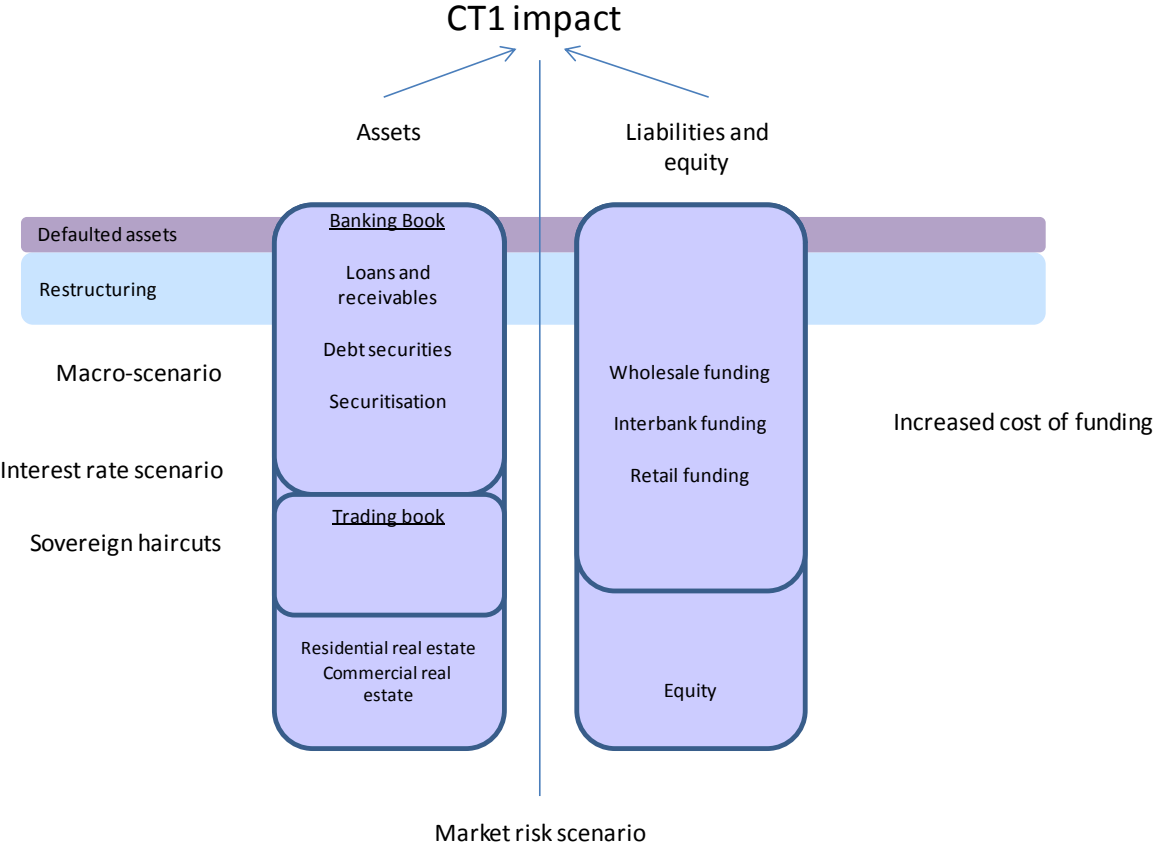 CT1 impact
Assets
Liabilities and
equity
Defaulted assets
Restructuring
Macro-scenario
Interest rate scenario
Sovereign haircuts
Banking Book
Loans and
receivables
Debt securities
Securitisation
Trading book
Residential real estate
Commercial real
estate
Wholesale funding
Interbank funding
Retail funding
Equity
Increased cost of funding
Market risk scenario